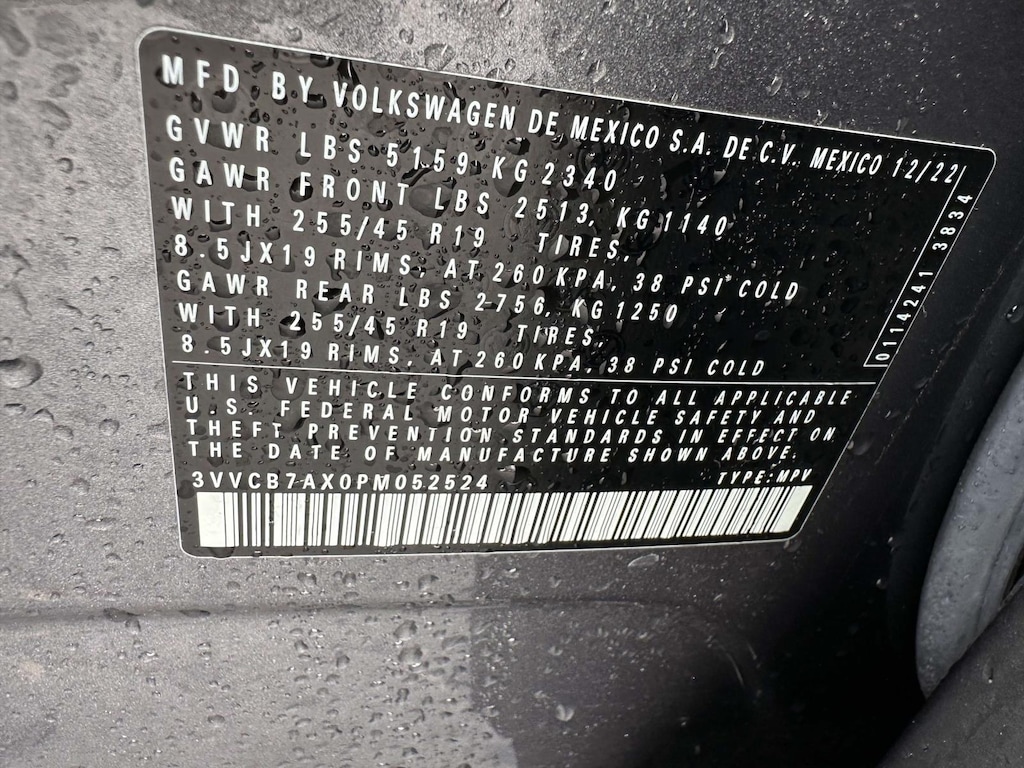 MFD BY VOLKSWAGEN DE MEXICO S.A. DE C.V. MEXICO 12/22
GVWR LBS 5159 KG 2340
GAWR FRONT LBS 2513, KG 1140
WITH 255/45 R19 TIRES,
8.5JX19 RIMS, AT 260 KPA, 38 PSI COLD
GAWR REAR LBS 2756, KG 1250
WITH 255/45 R19 TIRES,
8.5JX19 RIMS, AT 260 KPA, 38 PSI COLD
0114241 3834
THIS VEHICLE CONFORMS TO ALL APPLICABLE
U.S. FEDERAL MOTOR VEHICLE SAFETY AND
THEFT PREVENTION STANDARDS IN EFFECT ON
THE DATE OF MANUFACTURE SHOWN ABOVE.
3VVCB7AX0PM052524 TYPE: MPV